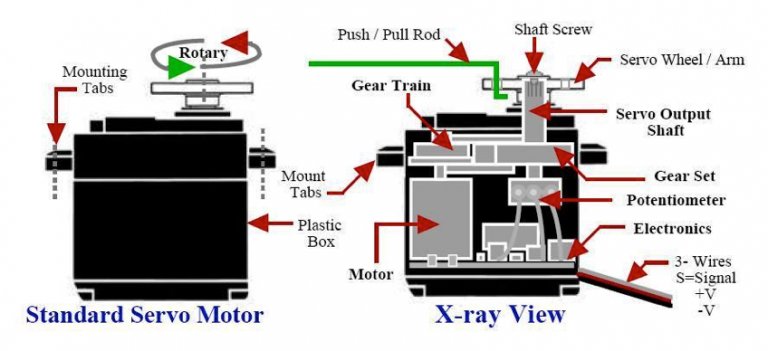 Rotary
Mounting
Tabs
Plastic
Box
Standard Servo Motor
Push / Pull Rod
Shaft Screw
Servo Wheel / Arm
Gear Train
Servo Output
Shaft
Mount
Tabs
Gear Set
Potentiometer
Electronics
Motor
3- Wires
S=Signal
+V
-V
X-ray View